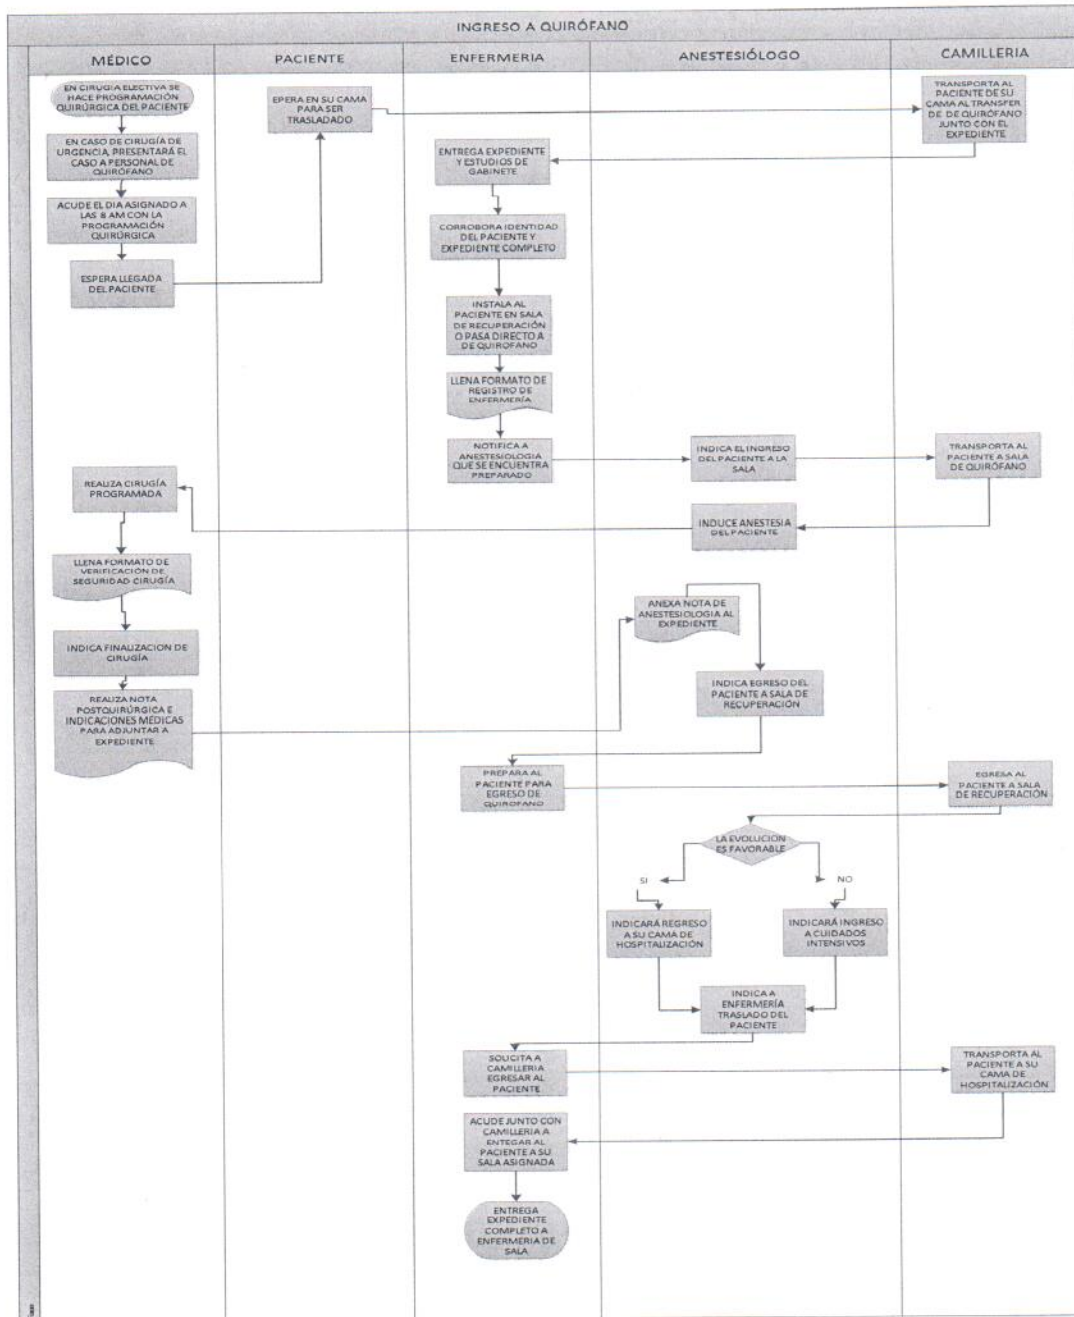 INGRESO A QUIRÓFANO
MÉDICO
PACIENTE
ENFERMERIA
ANESTESIÓLOGO
CAMILLERIA
EN CIRUGÍA ELECTIVA SE
HACE PROGRAMACIÓN
QUIRÚRGICA DEL PACIENTE
EN CASO DE CIRUGÍA DE
URGENCIA, PRESENTARÁ EL
CASO A PERSONAL DE
QUIRÓFANO
ACUDE EL DIA ASIGNADO A
LAS 8 AM CON LA
PROGRAMACIÓN
QUIRÚRGICA
ESPERA LLEGADA
DEL PACIENTE
EPERA EN SU CAMA
PARA SER
TRASLADADO
TRANSPORTA AL
PACIENTE DE SU
CAMA AL TRANSFER
DE DE QUIRÓFANO
JUNTO CON EL
EXPEDIENTE
ENTREGA EXPEDIENTE
Y ESTUDIOS DE
GABINETE
CORROBORA IDENTIDAD
DEL PACIENTE Y
EXPEDIENTE COMPLETO
INSTALA AL
PACIENTE EN SALA
DE RECUPERACIÓN
O PASA DIRECTO A
DE QUIROFANO
LLENA FORMATO DE
REGISTRO DE
ENFERMERÍA
NOTIFICA A
ANESTESIOLOGIA
QUE SE ENCUENTRA
PREPARADO
INDICA EL INGRESO
DEL PACIENTE A LA
SALA
TRANSPORTA AL
PACIENTE A SALA
DE QUIRÓFANO
INDUCE ANESTESIA
DEL PACIENTE
REALIZA CIRUGÍA
PROGRAMADA
LLENA FORMATO DE
VERIFICACIÓN DE
SEGURIDAD CIRUGÍA
INDICA FINALIZACION DE
CIRUGÍA
REALIZA NOTA
POSTQUIRÚRGICA E
INDICACIONES MÉDICAS
PARA ADJUNTAR A
EXPEDIENTE
ANEXA NOTA DE
ANESTESIOLOGIA AL
EXPEDIENTE
INDICA EGRESO DEL
PACIENTE A SALA DE
RECUPERACIÓN
PREPARA AL
PACIENTE PARA
EGRESO DE
QUIROFANO
EGRESA AL
PACIENTE A SALA
DE RECUPERACIÓN
LA EVOLUCION
ES FAVORABLE
SI
NO
INDICARÁ REGRESO
A SU CAMA DE
HOSPITALIZACIÓN
INDICARÁ INGRESO
A CUIDADOS
INTENSIVOS
INDICA A
ENFERMERÍA
TRASLADO DEL
PACIENTE
SOLICITA A
CAMILLERIA
EGRESAR AL
PACIENTE
TRANSPORTA AL
PACIENTE A SU
CAMA DE
HOSPITALIZACIÓN
ACUDE JUNTO CON
CAMILLERIA A
ENTEGAR AL
PACIENTE A SU
SALA ASIGNADA
ENTREGA
EXPEDIENTE
COMPLETO A
ENFERMERIA DE
SALA